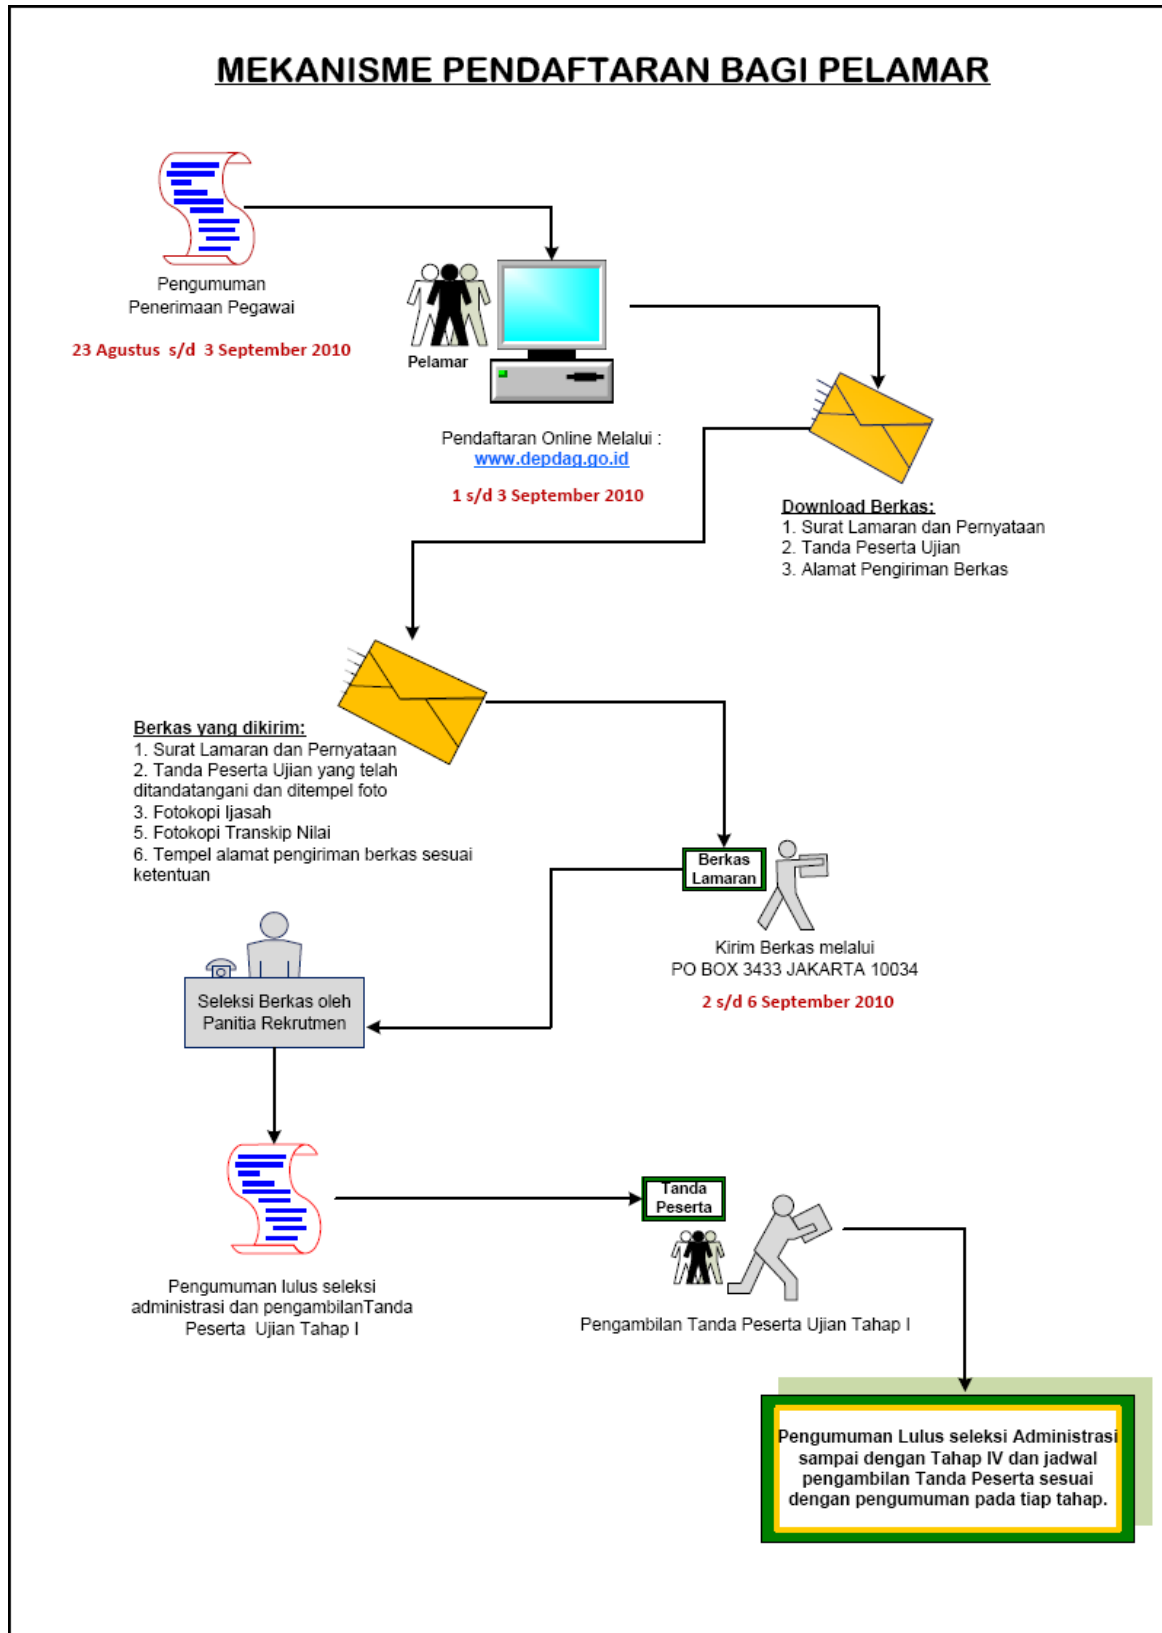 MEKANISME PENDAFTARAN BAGI PELAMAR
Pengumuman
Penerimaan Pegawai
23 Agustus s/d 3 September 2010
Pelamar
Pendaftaran Online Melalui :
www.depdag.go.id
1 s/d 3 September 2010
Download Berkas:
1. Surat Lamaran dan Pernyataan
2. Tanda Peserta Ujian
3. Alamat Pengiriman Berkas
Berkas yang dikirim:
1. Surat Lamaran dan Pernyataan
2. Tanda Peserta Ujian yang telah
ditandatangani dan ditempel foto
3. Fotokopi Ijasah
5. Fotokopi Transkip Nilai
6. Tempel alamat pengiriman berkas sesuai
ketentuan
Berkas
Lamaran
Kirim Berkas melalui
PO BOX 3433 JAKARTA 10034
2 s/d 6 September 2010
Seleksi Berkas oleh
Panitia Rekrutmen
Pengumuman lulus seleksi
administrasi dan pengambilanTanda
Peserta Ujian Tahap I
Tanda
Peserta
Pengambilan Tanda Peserta Ujian Tahap I
Pengumuman Lulus seleksi Administrasi
sampai dengan Tahap IV dan jadwal
pengambilan Tanda Peserta sesuai
dengan pengumuman pada tiap tahap.